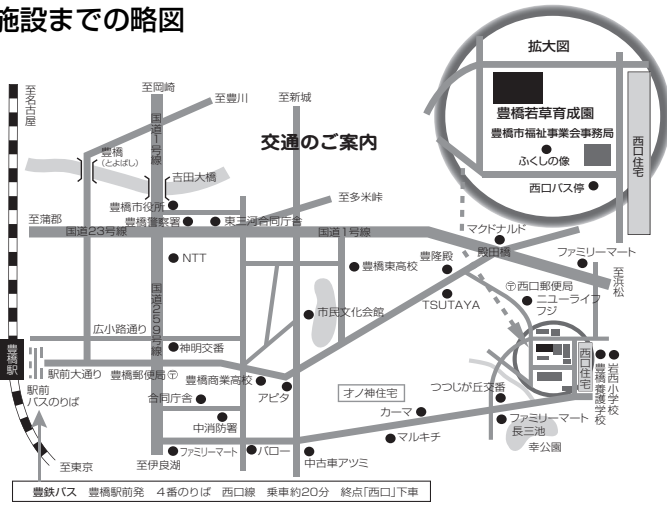 施設までの略図
拡大図
豊橋若草育成園
豊橋市福祉事業会事務局
ふくしの像
西口バス停
西口住宅
交通のご案内
至名古屋
至岡崎
至豊川
至新城
国道1号線
豊橋
(とよばし)
吉田大橋
至多米峠
豊橋市役所
至蒲郡
豊橋警察署
東三河合同庁舎
国道23号線
国道1号線
マクドナルド
殿田橋
ファミリーマート
NTT
豊橋東高校
豊隆殿
至浜松
TSUTAYA
〒西口郵便局
ニューライフ
フジ
国道259号線
市民文化会館
広小路通り
神明交番
豊橋駅
駅前大通り
豊橋郵便局〒
豊橋商業高校
アピタ
西口住宅
岩西小学校
豊橋養護学校
駅前
バスのりば
合同庁舎
オノ神住宅
つつじが丘交番
カーマ
中消防署
ファミリーマート
長三池
マルキチ
幸公園
ファミリーマート
バロー
中古車アツミ
至東京
至伊良湖
豊鉄バス 豊橋駅前発 4番のりば 西口線 乗車約20分 終点「西口」下車